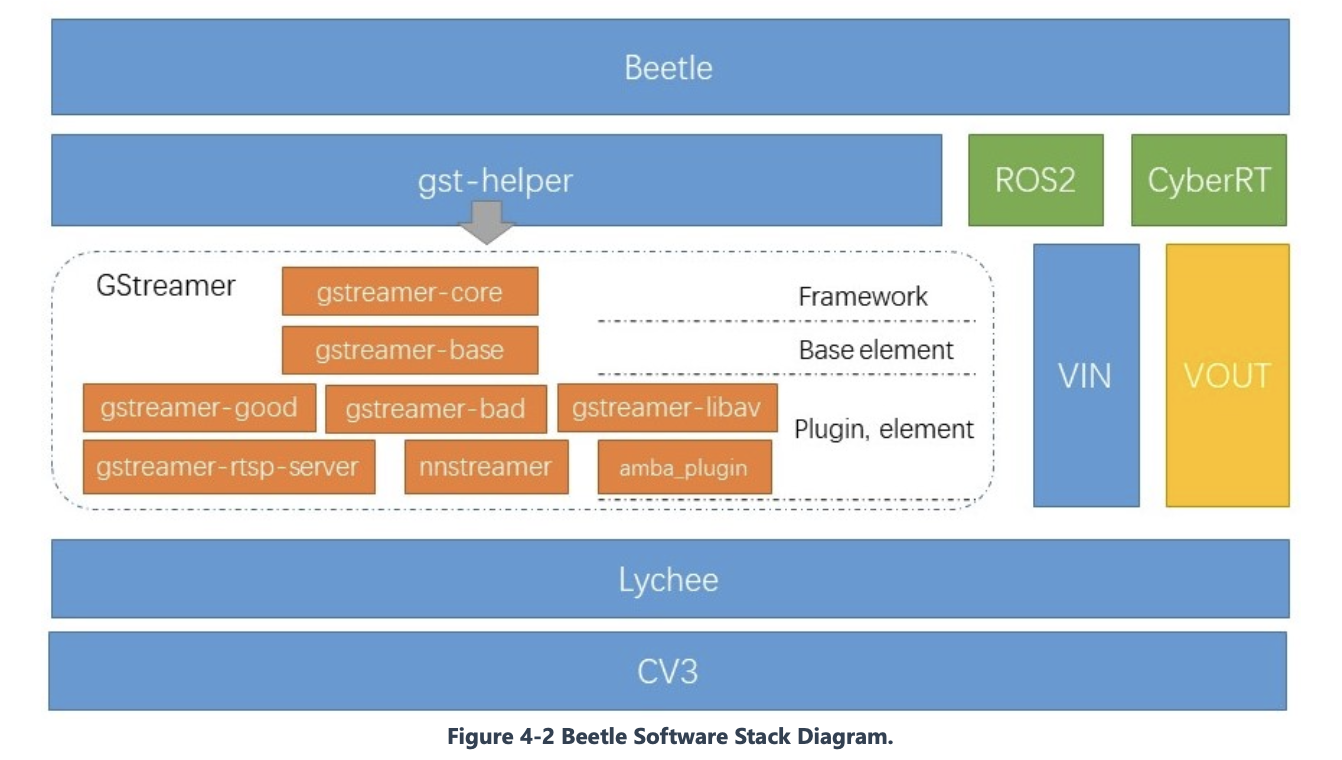 Beetle
gst-helper
ROS2
CyberRT
GStreamer
gstreamer-core
Framework
gstreamer-base
Base element
VIN
VOUT
gstreamer-good
gstreamer-bad
gstreamer-libav
Plugin, element
gstreamer-rtsp-server
nnstreamer
amba_plugin
Lychee
CV3
Figure 4-2 Beetle Software Stack Diagram.